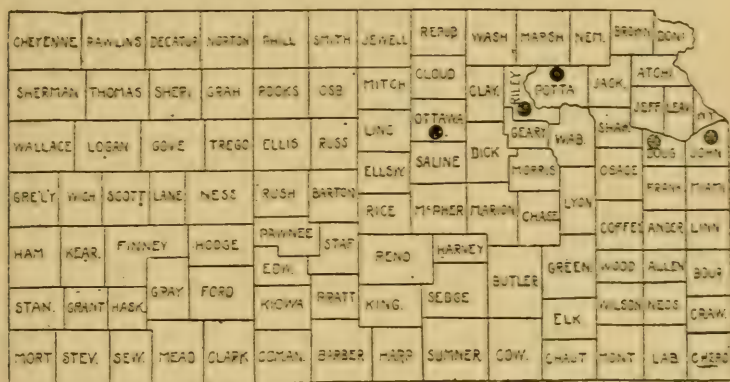 CHEYENNE RAWLINS DECATUR NORTON PHILL SMITH JEWELL REPUB WASH MARSH NEM. BROWN DONI
SHERMAN THOMAS SHERI. GRAH ROOKS OSB MITCH CLOUD CLAY. RILEY POTTA JACK. ATCHI
OTTAWA JEFF LEAV. WY.
WALLACE LOGAN GOVE TREGO ELLIS RUSS LINC SALINE DICK GEARY WAB. SHAW. DOUG JOHN
ELLSW MORRIS OSAGE
GRE'LY WICH SCOTT LANE NESS RUSH BARTON RICE McPHER MARION CHASE LYON FRANK MIAMI
HAM KEAR. FINNEY HODGE PAWNEE STAF RENO HARVEY COFFEE ANDER LINN
EDW. BUTLER GREEN. WOOD ALLEN BOUR
STAN. GRANT HASK. GRAY FORD KIOWA PRATT KING. SEDGE ELK WILSON NEOS CRAW.
MORT STEV. SEW. MEAD CLARK COMAN. BARBER HARP SUMNER COW. CHAUT MONT LAB. CHERO